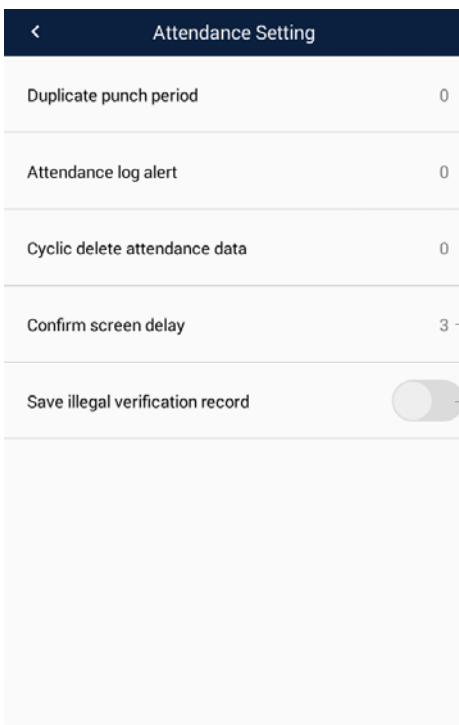 Attendance Setting
Duplicate punch period 0
Attendance log alert 0
Cyclic delete attendance data 0
Confirm screen delay 3
Save illegal verification record